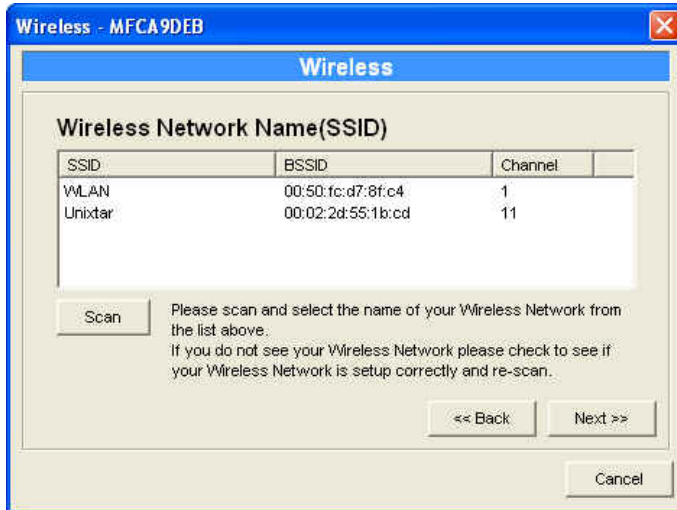 Wireless - MFCA9DEB
Wireless
Wireless Network Name(SSID)
SSID BSSID Channel
WLAN 00:50:fc:d7:8f:c4 1
Unixtar 00:02:2d:55:1b:cd 11
Scan
Please scan and select the name of your Wireless Network from
the list above.
If you do not see your Wireless Network please check to see if
your Wireless Network is setup correctly and re-scan.
<< Back Next >>
Cancel